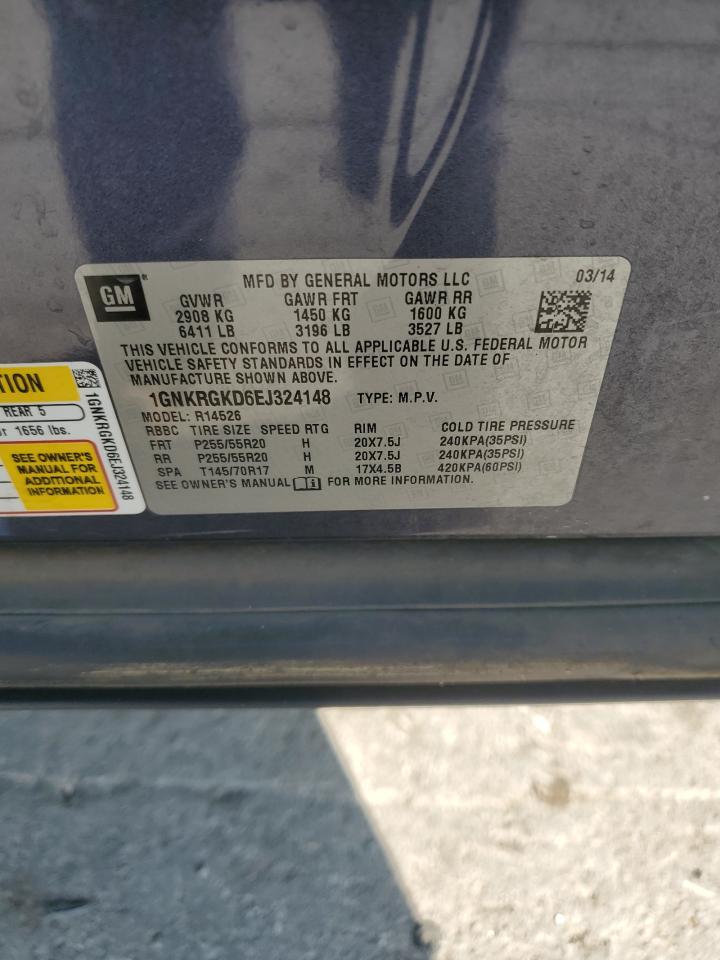 GM
MFD BY GENERAL MOTORS LLC 03/14
GVWR GAWR FRT GAWR RR
2908 KG 1450 KG 1600 KG
6411 LB 3196 LB 3527 LB
THIS VEHICLE CONFORMS TO ALL APPLICABLE U.S. FEDERAL MOTOR
VEHICLE SAFETY STANDARDS IN EFFECT ON THE DATE OF
MANUFACTURE SHOWN ABOVE.
1GNKRGKD6EJ324148 TYPE: M.P.V.
MODEL: R14526
RBBC TIRE SIZE SPEED RTG RIM COLD TIRE PRESSURE
FRT P255/55R20 H 20X7.5J 240KPA(35PSI)
RR P255/55R20 H 20X7.5J 240KPA(35PSI)
SPA T145/70R17 M 17X4.5B 420KPA(60PSI)
SEE OWNER'S MANUAL FOR MORE INFORMATION.
REAR 5
1656 lbs.
SEE OWNER'S
MANUAL FOR
ADDITIONAL
INFORMATION
1GNKRGKD6EJ324148